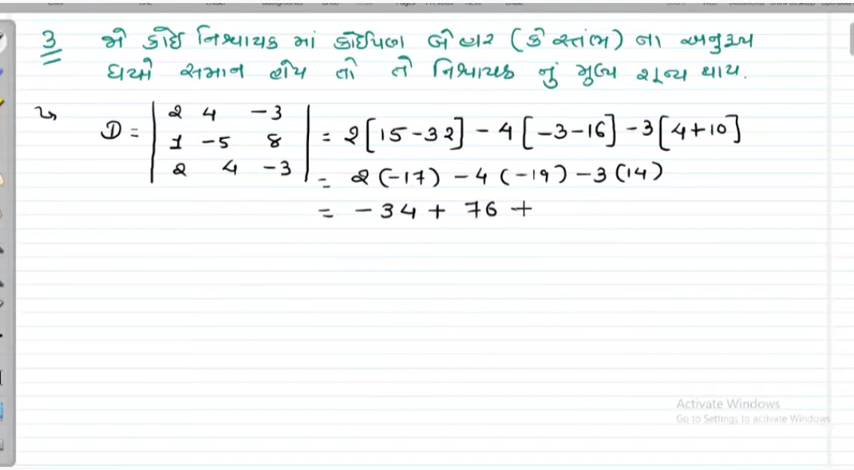 3 જો કોઈ નિશ્ચાયક માં કોઈપણ બે હાર (કે સ્તંભ) ના અનુરૂપ
ઘટકો સમાન હોય તો તે નિશ્ચાયક નું મુલ્ય શૂન્ય થાય.
D = | 2 4 -3 |
| 1 -5 8 | = 2[15-32] - 4[-3-16] - 3[4+10]
| 2 4 -3 | = 2(-17) - 4(-19) - 3(14)
= -34 + 76 +
Activate Windows
Go to Settings to activate Windows